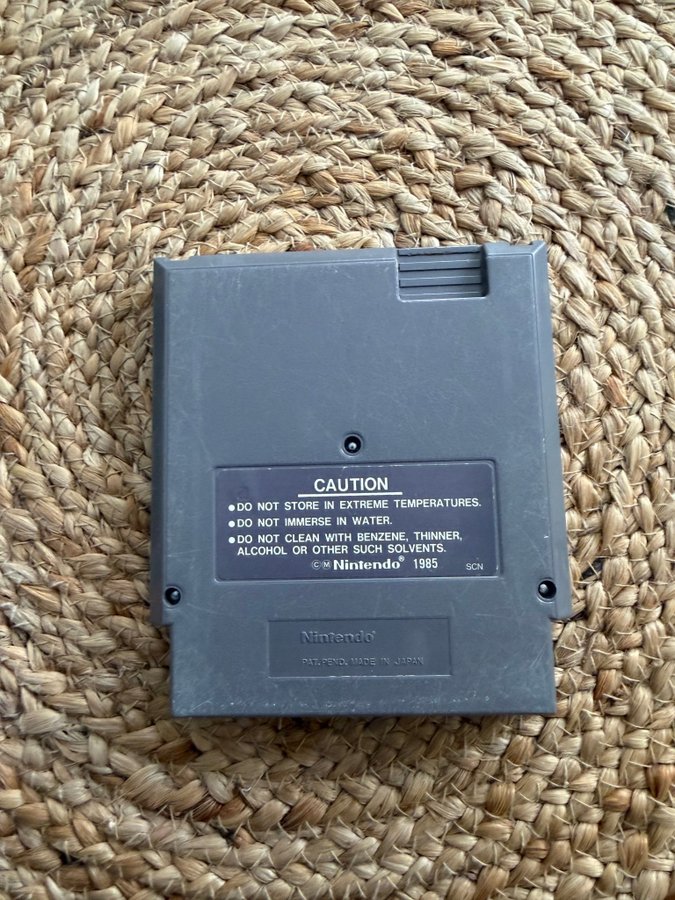 CAUTION
● DO NOT STORE IN EXTREME TEMPERATURES.
● DO NOT IMMERSE IN WATER.
● DO NOT CLEAN WITH BENZENE, THINNER,
ALCOHOL OR OTHER SUCH SOLVENTS.
Ⓒ Ⓜ Nintendo® 1985 SCN
Nintendo®
PAT. PEND. MADE IN JAPAN